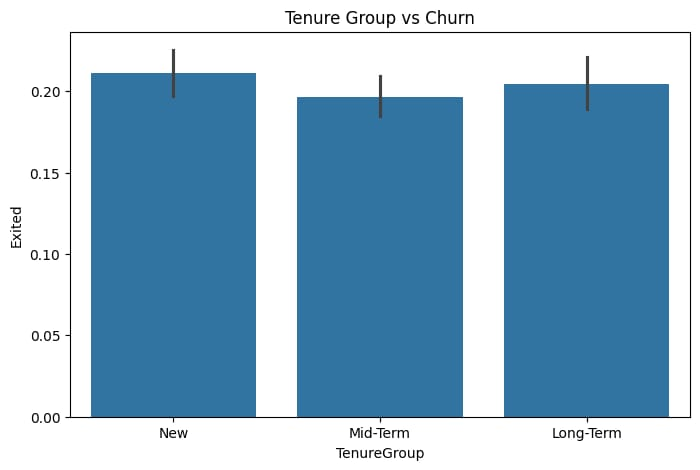 Tenure Group vs Churn
Exited
0.20
0.15
0.10
0.05
0.00
New Mid-Term Long-Term
TenureGroup